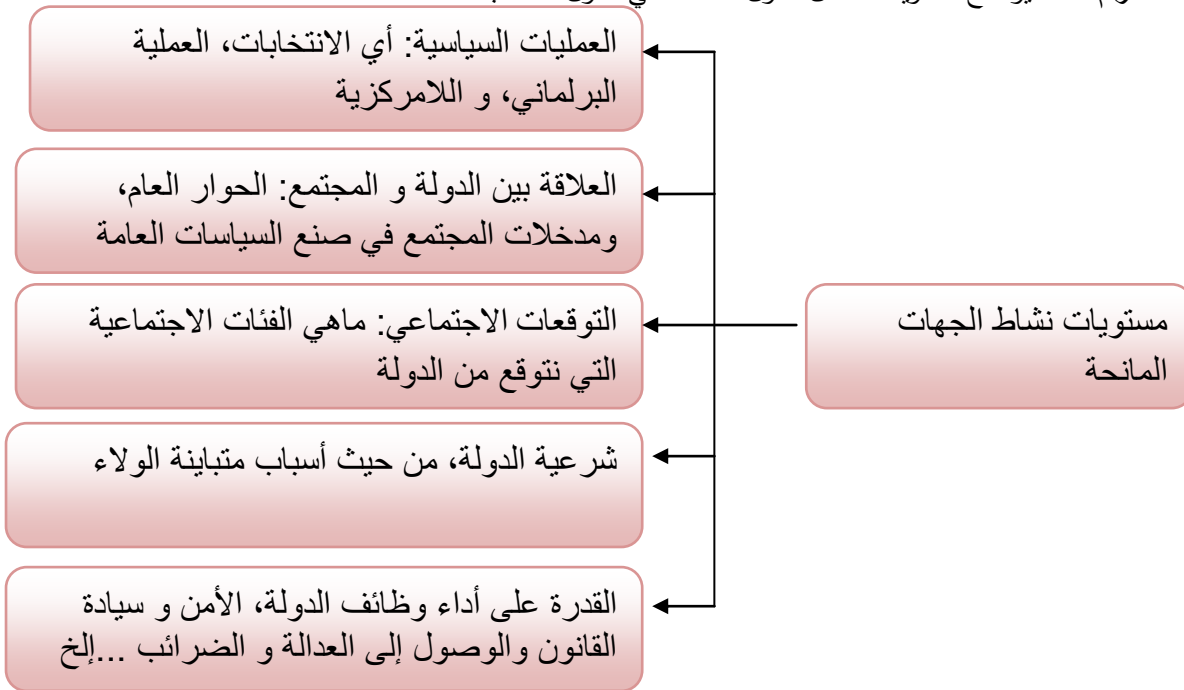 العمليات السياسية: أي الانتخابات، العملية
البرلماني، و اللامركزية
العلاقة بين الدولة و المجتمع: الحوار العام،
ومدخلات المجتمع في صنع السياسات العامة
مستويات نشاط الجهات
المانحة
التوقعات الاجتماعي: ماهي الفئات الاجتماعية
التي نتوقع من الدولة
شرعية الدولة، من حيث أسباب متباينة الولاء
القدرة على أداء وظائف الدولة، الأمن و سيادة
القانون والوصول إلى العدالة و الضرائب ...إلخ